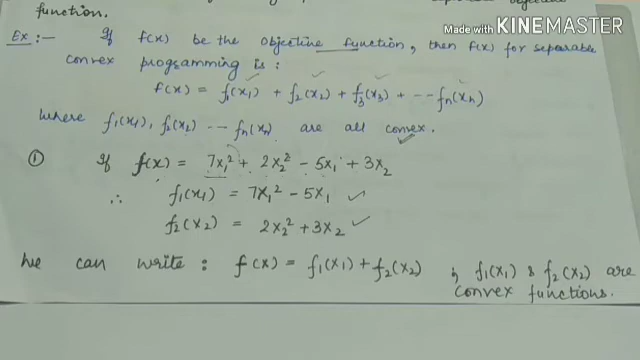 function.
Made with KINEMASTER
Ex :- If f(x) be the objective function, then f(x) for separable
convex programming is :
f(x) = f₁(x₁) + f₂(x₂) + f₃(x₃) + -- fₙ(xₙ)
where f₁(x₁), f₂(x₂) --- fₙ(xₙ) are all convex.
① If f(x) = 7x₁² + 2x₂² - 5x₁ + 3x₂
∴ f₁(x₁) = 7x₁² - 5x₁
f₂(x₂) = 2x₂² + 3x₂
We can write : f(x) = f₁(x₁) + f₂(x₂) ; f₁(x₁) & f₂(x₂) are
convex functions.